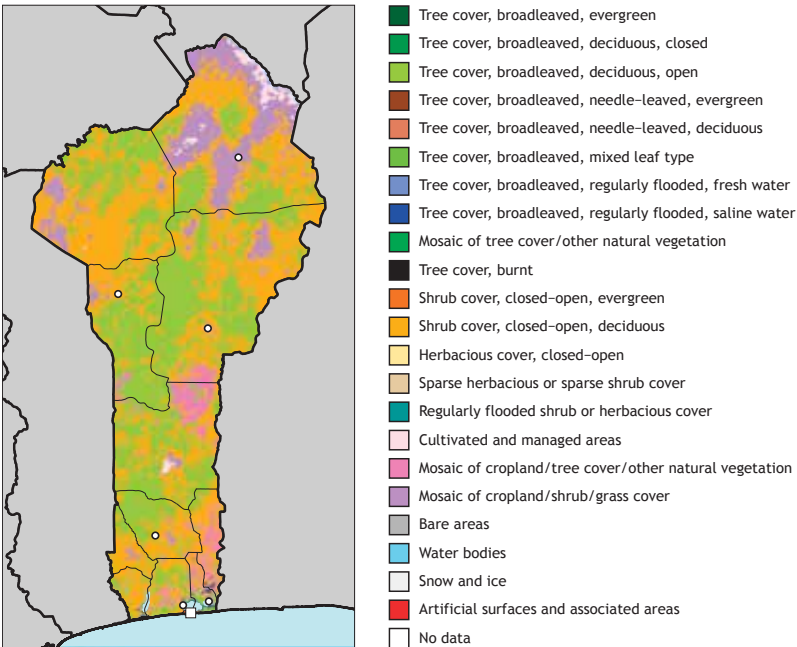 Tree cover, broadleaved, evergreen
Tree cover, broadleaved, deciduous, closed
Tree cover, broadleaved, deciduous, open
Tree cover, broadleaved, needle-leaved, evergreen
Tree cover, broadleaved, needle-leaved, deciduous
Tree cover, broadleaved, mixed leaf type
Tree cover, broadleaved, regularly flooded, fresh water
Tree cover, broadleaved, regularly flooded, saline water
Mosaic of tree cover/other natural vegetation
Tree cover, burnt
Shrub cover, closed-open, evergreen
Shrub cover, closed-open, deciduous
Herbacious cover, closed-open
Sparse herbacious or sparse shrub cover
Regularly flooded shrub or herbacious cover
Cultivated and managed areas
Mosaic of cropland/tree cover/other natural vegetation
Mosaic of cropland/shrub/grass cover
Bare areas
Water bodies
Snow and ice
Artificial surfaces and associated areas
No data